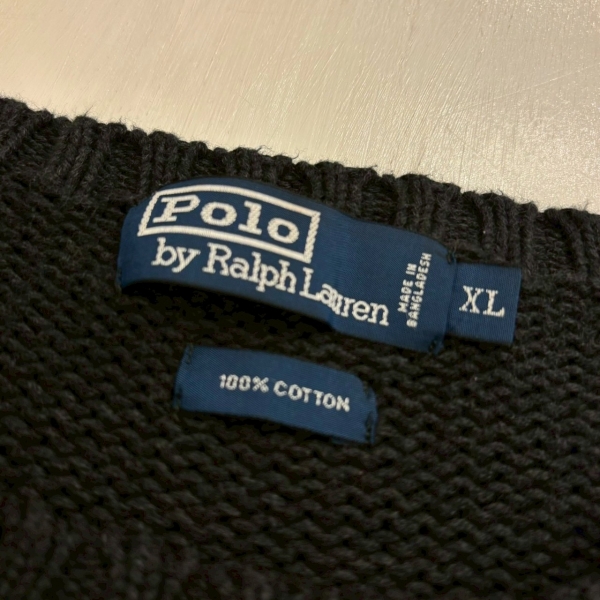 Polo
by Ralph Lauren
MADE IN
BANGLADESH
XL
100% COTTON